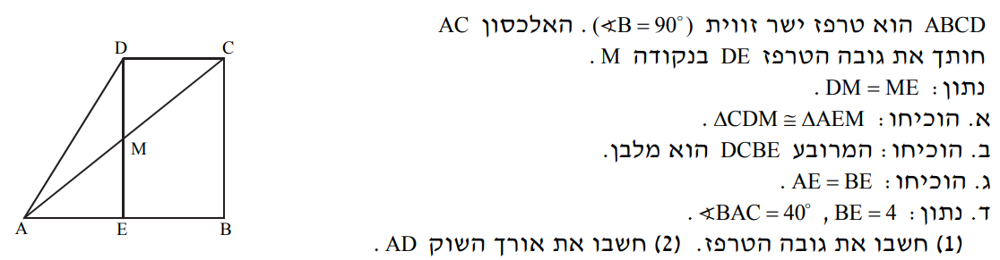 ABCD הוא טרפז ישר זווית (∢B = 90°). האלכסון AC
חותך את גובה הטרפז DE בנקודה M .
נתון: DM = ME .
א. הוכיחו: ΔCDM ≅ ΔAEM .
ב. הוכיחו: המרובע DCBE הוא מלבן.
ג. הוכיחו: AE = BE .
ד. נתון: BE = 4 , ∢BAC = 40° .
(1) חשבו את גובה הטרפז. (2) חשבו את אורך השוק AD .
D C
M
A E B